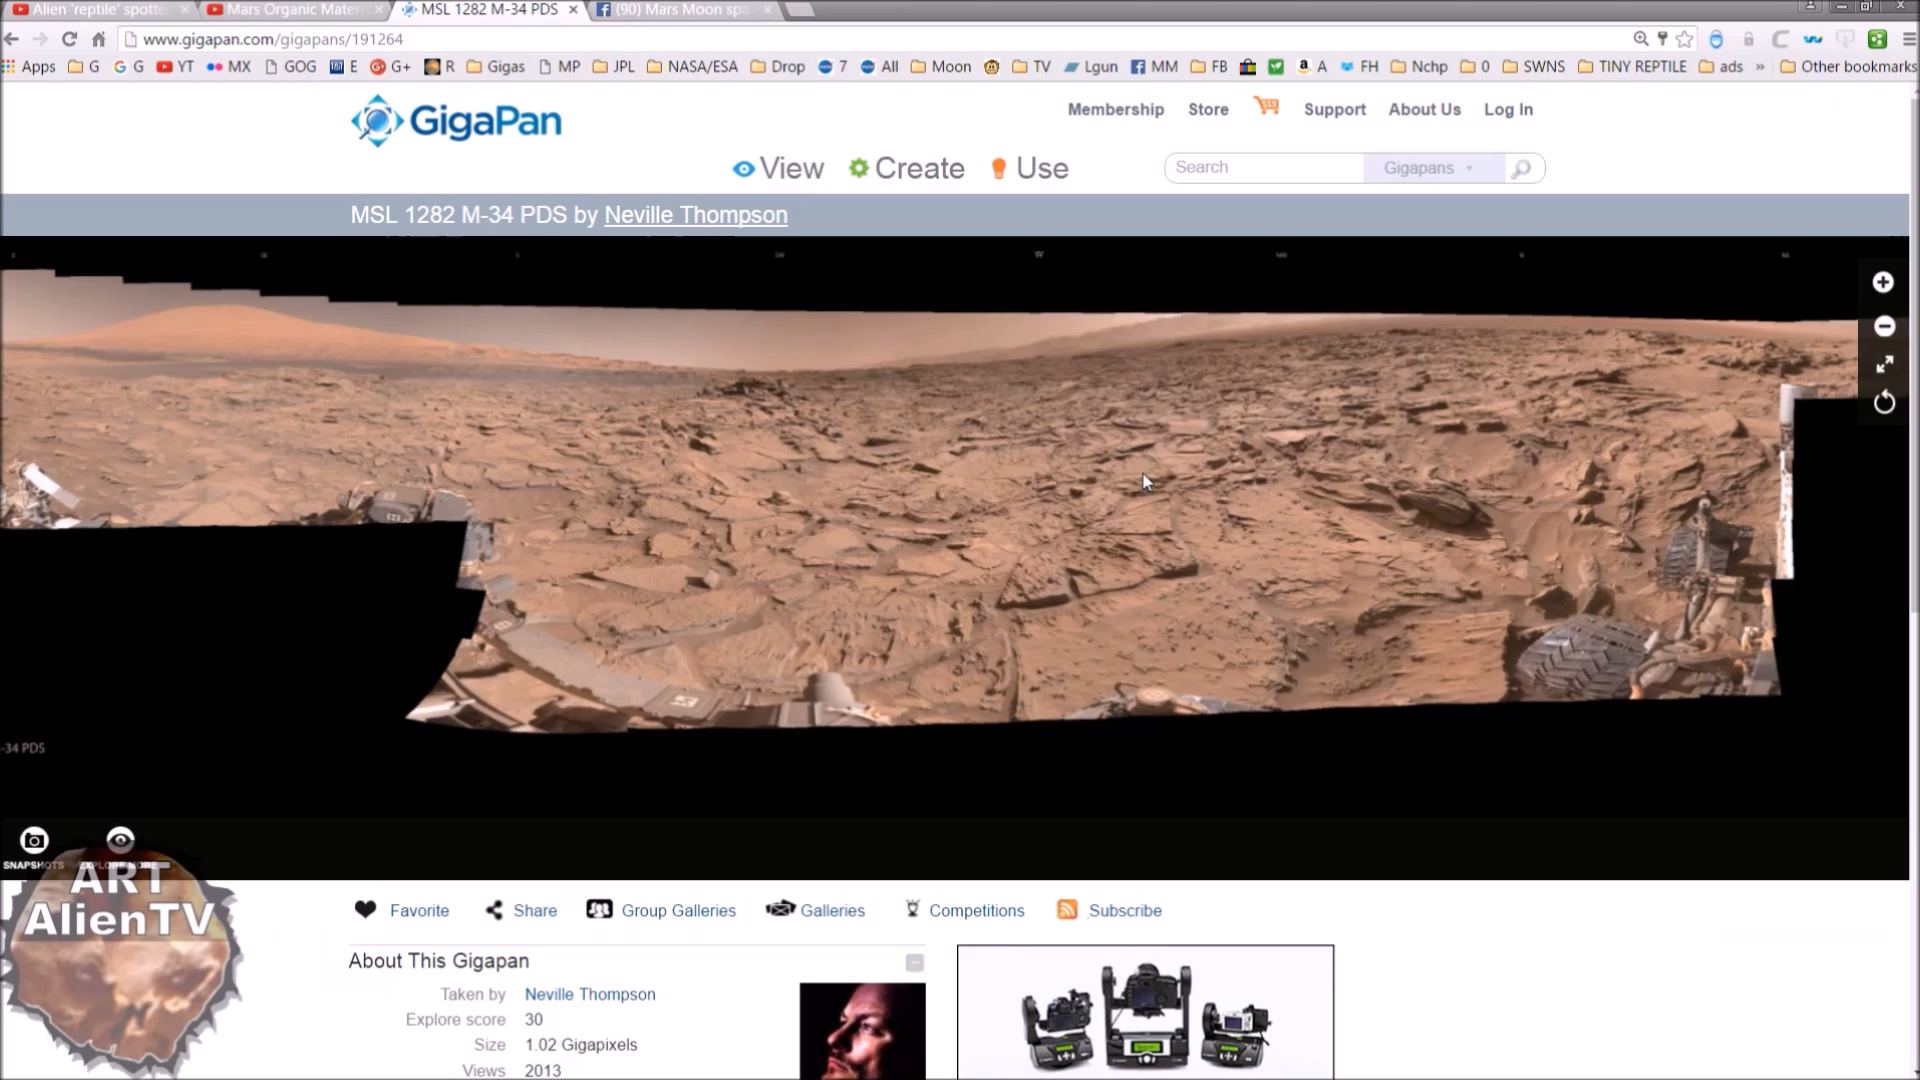 Alien 'reptile' spotte
Mars Organic Mater
MSL 1282 M-34 PDS
(90) Mars Moon spa
www.gigapan.com/gigapans/191264
Apps G G YT MX GOG E G+ R Gigas MP JPL NASA/ESA Drop 7 All Moon TV Lgun MM FB A FH Nchp 0 SWNS TINY REPTILE ads » Other bookmarks
GigaPan
Membership Store Support About Us Log In
View Create Use
Search Gigapans
MSL 1282 M-34 PDS by Neville Thompson
W
-34 PDS
SNAPSHOTS
ART
AlienTV
Favorite Share Group Galleries Galleries Competitions Subscribe
About This Gigapan
Taken by Neville Thompson
Explore score 30
Size 1.02 Gigapixels
Views 2013